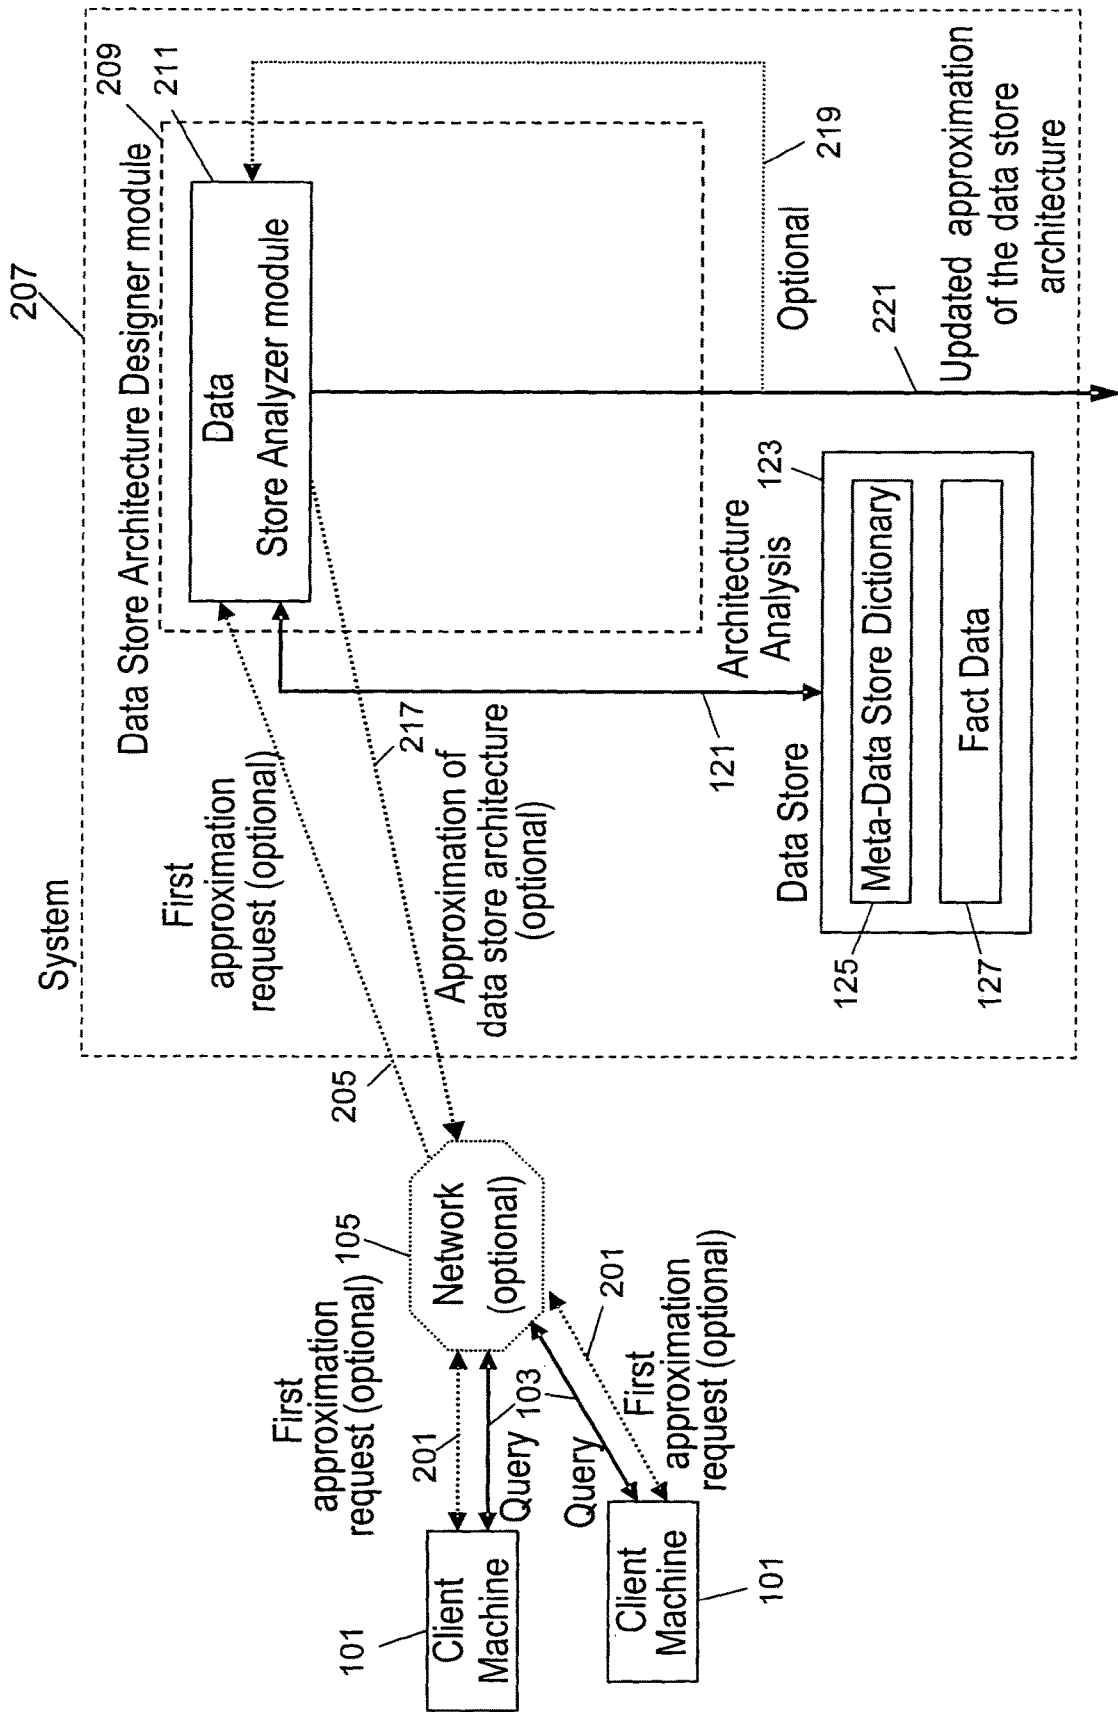 207
System
Data Store Architecture Designer module
209
211
Data
Store Analyzer module
First
approximation
request (optional)
205
217
Approximation of
data store architecture
(optional)
Architecture
Analysis
121
Optional
219
221
Updated approximation
of the data store
architecture
Data Store
123
Meta-Data Store Dictionary
125
Fact Data
127
105
Network
(optional)
First
approximation
request (optional)
201
Query
103
Query
201
First
approximation
request (optional)
101
Client
Machine
Client
Machine
101